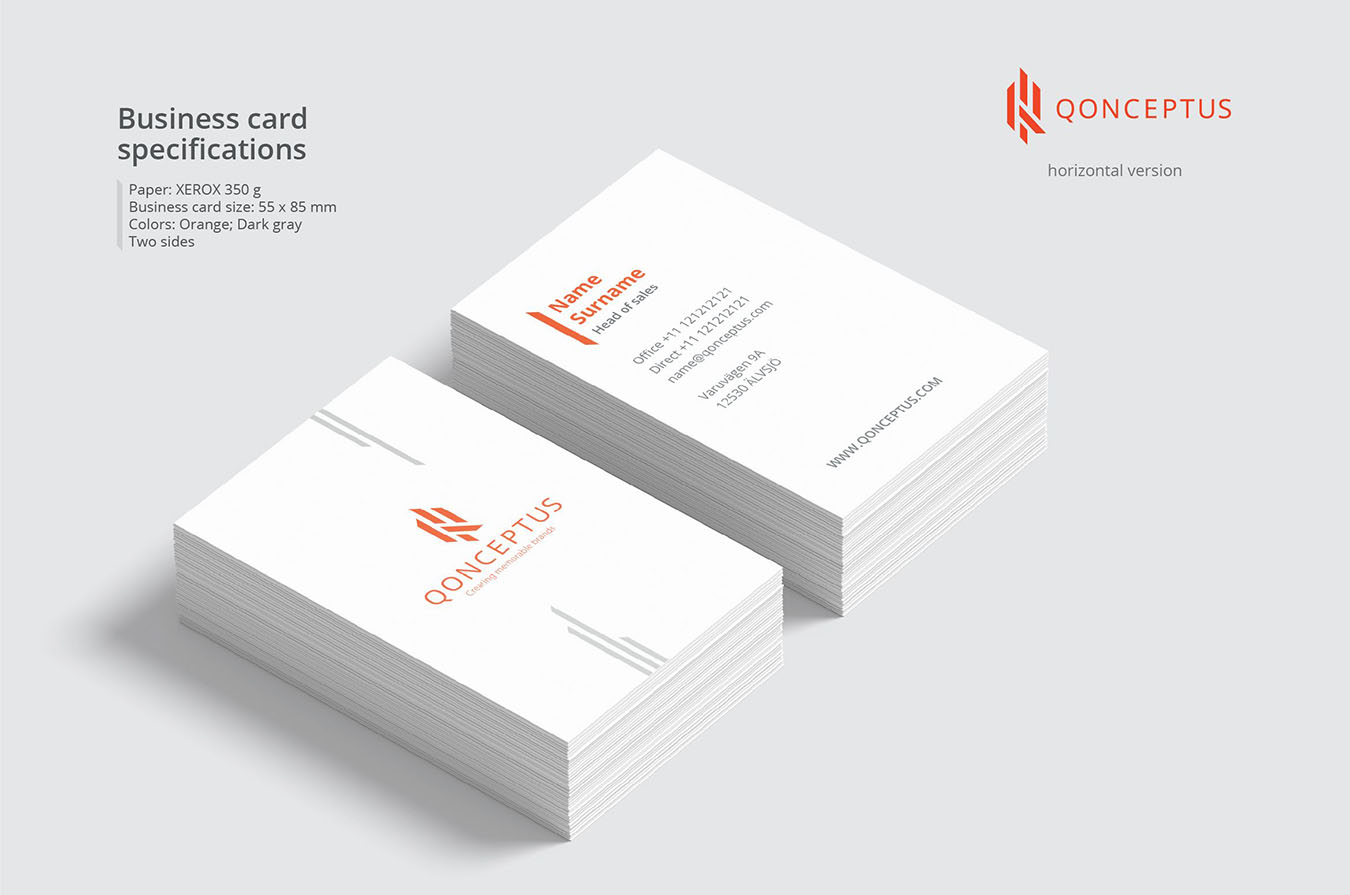 Business card
specifications
Paper: XEROX 350 g
Business card size: 55 x 85 mm
Colors: Orange; Dark gray
Two sides
QONCEPTUS
horizontal version
Name
Surname
Head of sales
Office +11 121212121
Direct +11 121212121
name@qonceptus.com
Varuvägen 9A
12530 ÄLVSJÖ
WWW.QONCEPTUS.COM
QONCEPTUS
Creating memorable brands